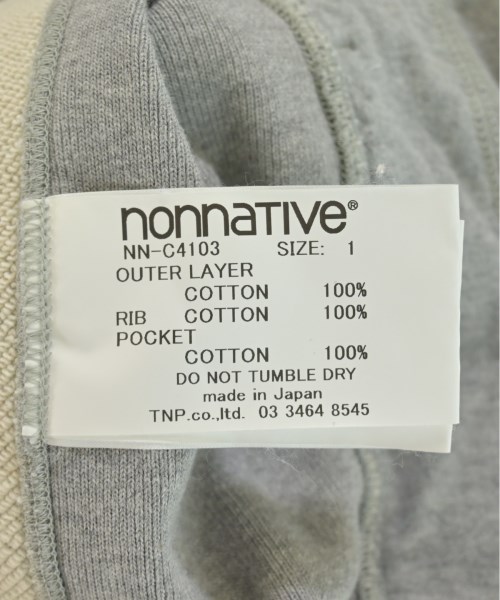 nonnative®
NN-C4103 SIZE: 1
OUTER LAYER
COTTON 100%
RIB COTTON 100%
POCKET
COTTON 100%
DO NOT TUMBLE DRY
made in Japan
TNP.co.,ltd. 03 3464 8545